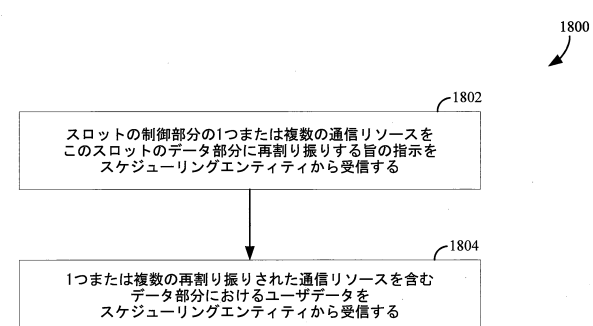 1800
1802
スロットの制御部分の1つまたは複数の通信リソースを
このスロットのデータ部分に再割り振りする旨の指示を
スケジューリングエンティティから受信する
1804
1つまたは複数の再割り振りされた通信リソースを含む
データ部分におけるユーザデータを
スケジューリングエンティティから受信する